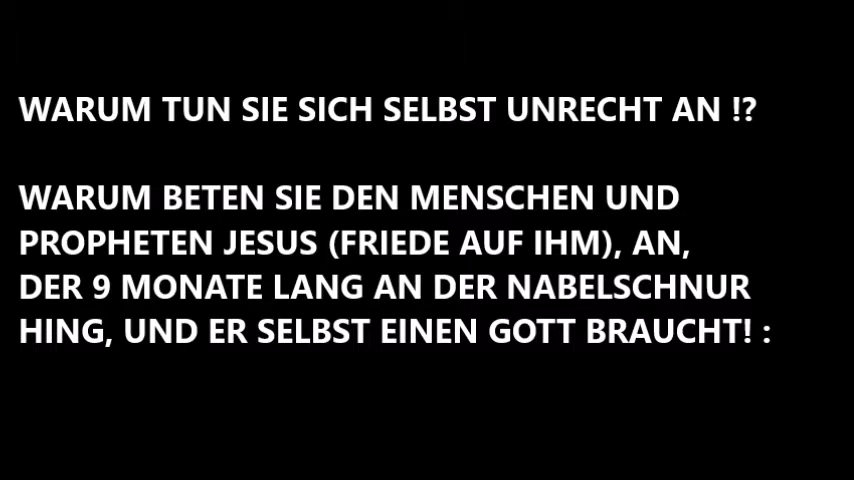 WARUM TUN SIE SICH SELBST UNRECHT AN !?
WARUM BETEN SIE DEN MENSCHEN UND
PROPHETEN JESUS (FRIEDE AUF IHM), AN,
DER 9 MONATE LANG AN DER NABELSCHNUR
HING, UND ER SELBST EINEN GOTT BRAUCHT! :